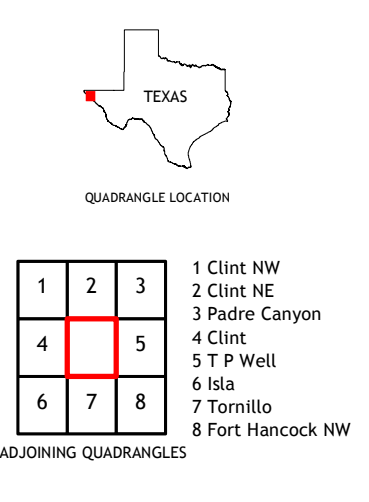 TEXAS
QUADRANGLE LOCATION
1 2 3
4 5
6 7 8
1 Clint NW
2 Clint NE
3 Padre Canyon
4 Clint
5 T P Well
6 Isla
7 Tornillo
8 Fort Hancock NW
ADJOINING QUADRANGLES